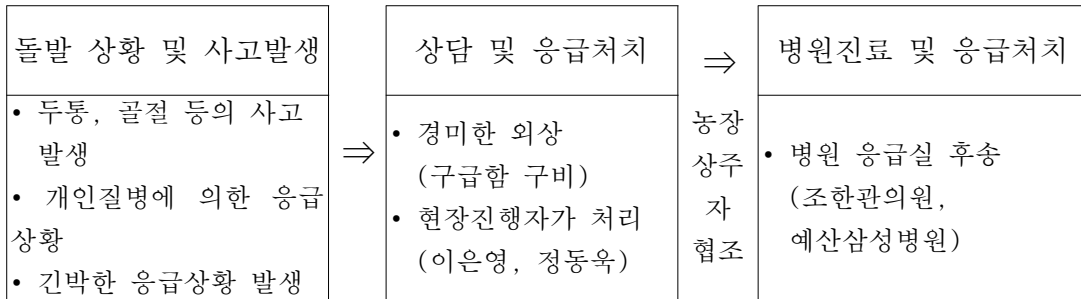 돌발 상황 및 사고발생
• 두통, 골절 등의 사고
발생
• 개인질병에 의한 응급
상황
• 긴박한 응급상황 발생
⇒
상담 및 응급처치
• 경미한 외상
(구급함 구비)
• 현장진행자가 처리
(이은영, 정동욱)
⇒
농장
상주
자
협조
병원진료 및 응급처치
• 병원 응급실 후송
(조한관의원,
예산삼성병원)